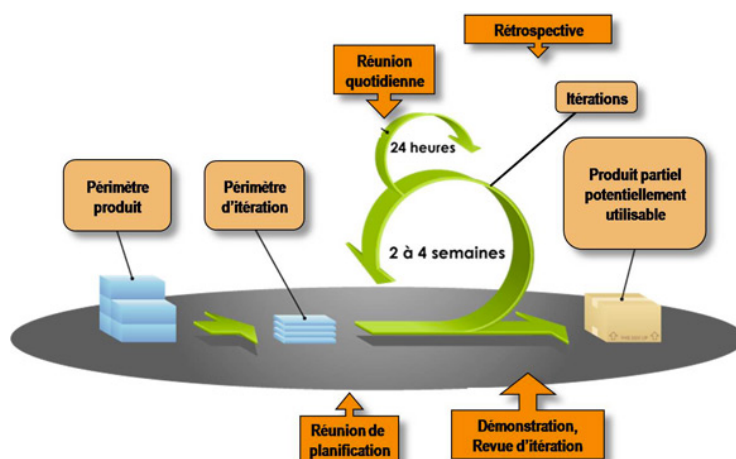 Rétrospective
Réunion
quotidienne
Itérations
24 heures
Périmètre
produit
Périmètre
d'itération
Produit partiel
potentiellement
utilisable
2 à 4 semaines
Réunion de
planification
Démonstration,
Revue d'itération